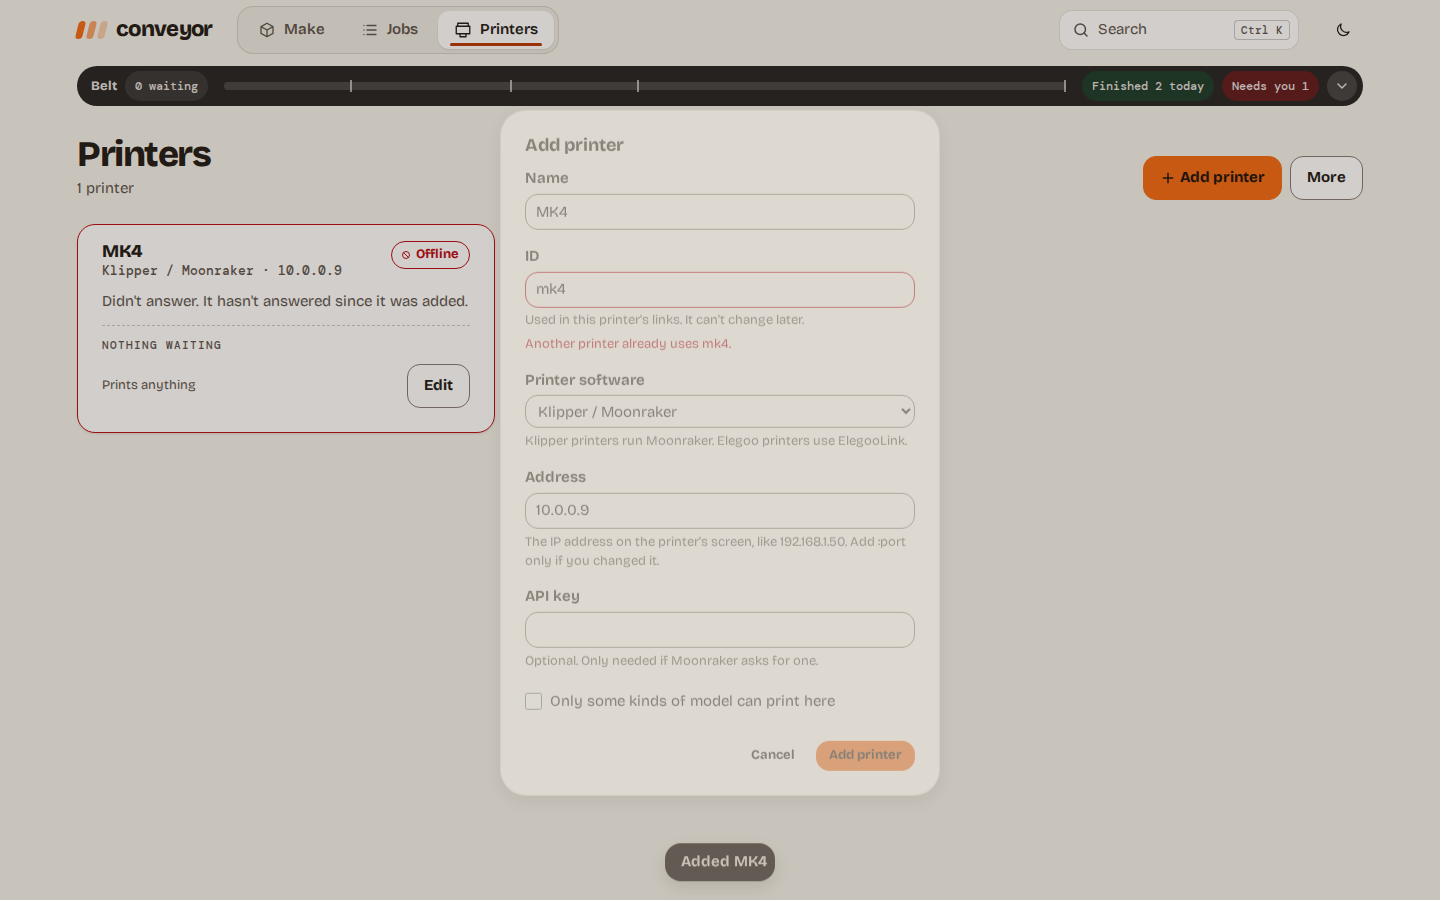 conveyor
Make
Jobs
Printers
Search
Ctrl K
Belt
0 waiting
Finished 2 today
Needs you 1
Printers
1 printer
+ Add printer
More
MK4
Offline
Klipper / Moonraker · 10.0.0.9
Didn't answer. It hasn't answered since it was added.
NOTHING WAITING
Prints anything
Edit
Add printer
Name
MK4
ID
mk4
Used in this printer's links. It can't change later.
Another printer already uses mk4.
Printer software
Klipper / Moonraker
Klipper printers run Moonraker. Elegoo printers use ElegooLink.
Address
10.0.0.9
The IP address on the printer's screen, like 192.168.1.50. Add :port
only if you changed it.
API key
Optional. Only needed if Moonraker asks for one.
Only some kinds of model can print here
Cancel
Add printer
Added MK4